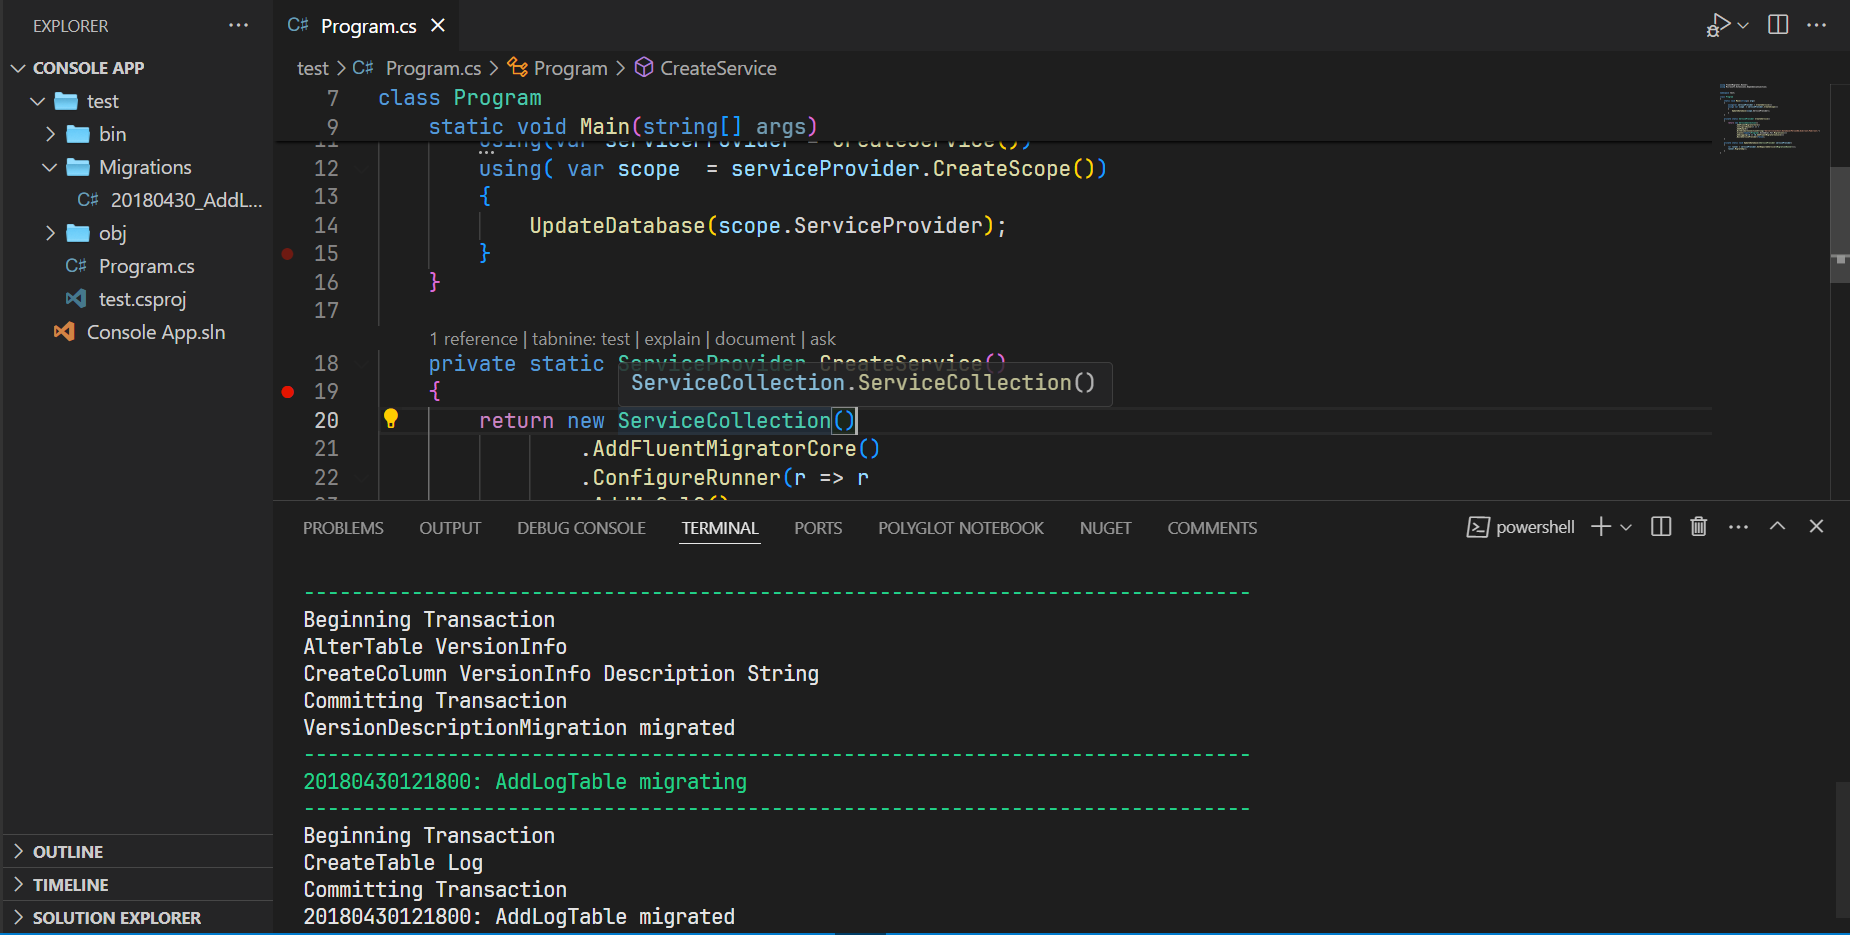 EXPLORER
CONSOLE APP
test
bin
Migrations
C# 20180430_AddL...
obj
C# Program.cs
test.csproj
Console App.sln
OUTLINE
TIMELINE
SOLUTION EXPLORER
C# Program.cs
test > C# Program.cs > Program > CreateService
7 class Program
9 static void Main(string[] args)
11 using(var serviceProvider = CreateService())
12 using( var scope  = serviceProvider.CreateScope())
13 {
14 UpdateDatabase(scope.ServiceProvider);
15 }
16 }
17
1 reference | tabnine: test | explain | document | ask
18 private static ServiceProvider CreateService()
19 {
ServiceCollection.ServiceCollection()
20 return new ServiceCollection()
21 .AddFluentMigratorCore()
22 .ConfigureRunner(r => r
PROBLEMS OUTPUT DEBUG CONSOLE TERMINAL PORTS POLYGLOT NOTEBOOK NUGET COMMENTS
powershell
-------------------------------------------------------------------------------
Beginning Transaction
AlterTable VersionInfo
CreateColumn VersionInfo Description String
Committing Transaction
VersionDescriptionMigration migrated
-------------------------------------------------------------------------------
20180430121800: AddLogTable migrating
-------------------------------------------------------------------------------
Beginning Transaction
CreateTable Log
Committing Transaction
20180430121800: AddLogTable migrated